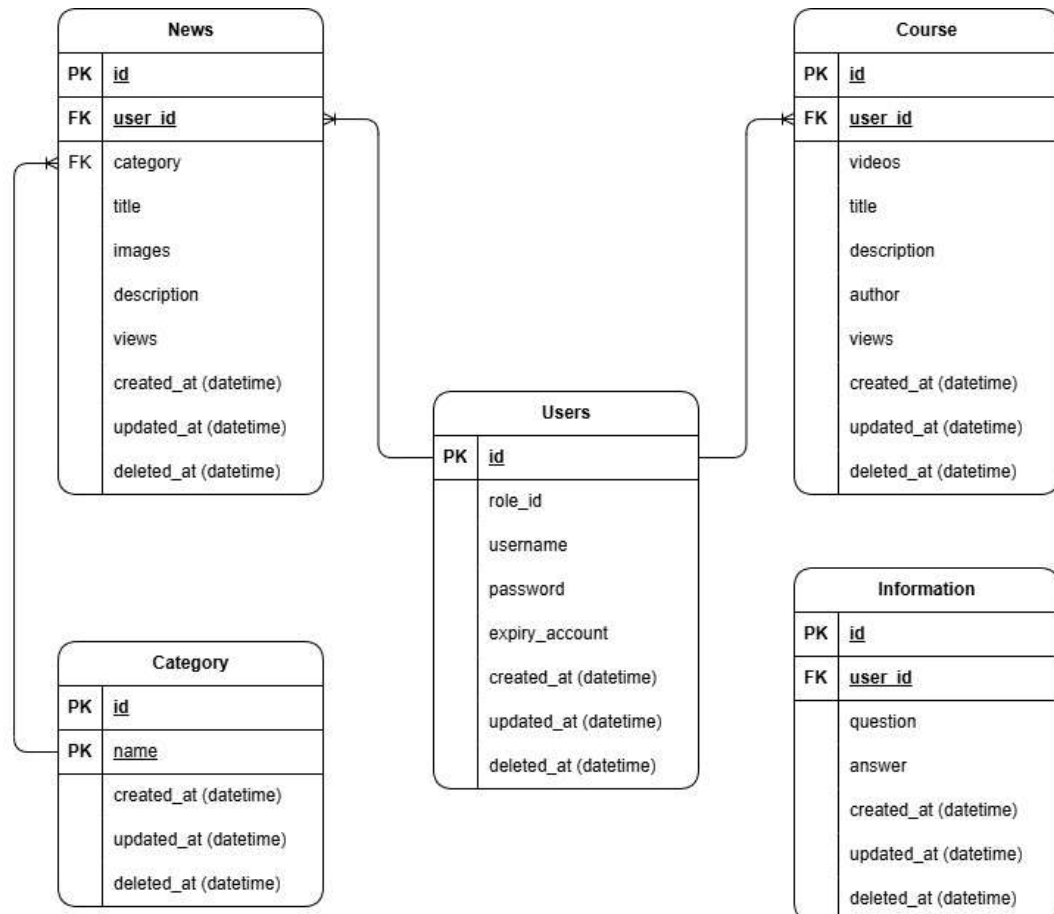 News
PK id
FK user_id
FK category
title
images
description
views
created_at (datetime)
updated_at (datetime)
deleted_at (datetime)
Course
PK id
FK user_id
videos
title
description
author
views
created_at (datetime)
updated_at (datetime)
deleted_at (datetime)
Users
PK id
role_id
username
password
expiry_account
created_at (datetime)
updated_at (datetime)
deleted_at (datetime)
Category
PK id
PK name
created_at (datetime)
updated_at (datetime)
deleted_at (datetime)
Information
PK id
FK user_id
question
answer
created_at (datetime)
updated_at (datetime)
deleted_at (datetime)